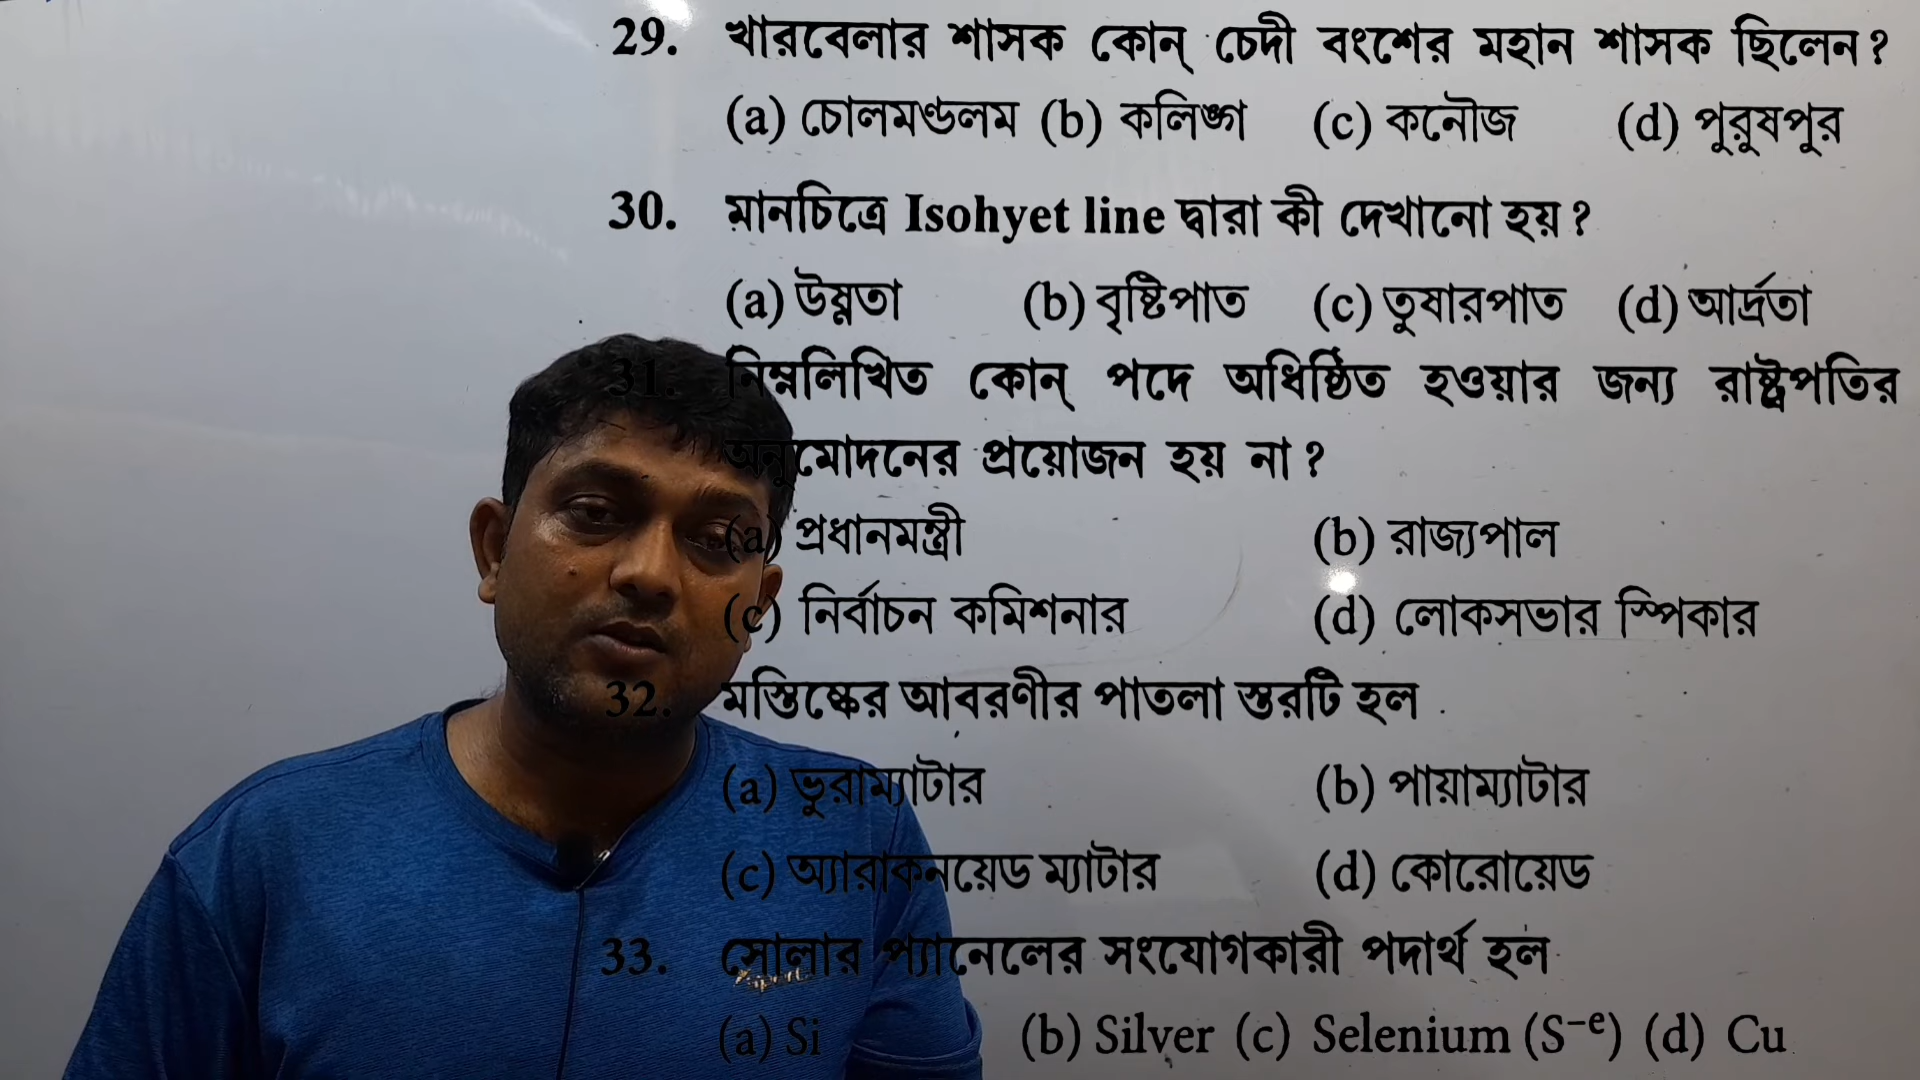 29. খারবেলার শাসক কোন্ চেদী বংশের মহান শাসক ছিলেন?
(a) চোলমণ্ডলম (b) কলিঙ্গ (c) কনৌজ (d) পুরুষপুর
30. মানচিত্রে Isohyet line দ্বারা কী দেখানো হয়?
(a) উষ্ণতা (b) বৃষ্টিপাত (c) তুষারপাত (d) আর্দ্রতা
31. নিম্নলিখিত কোন্ পদে অধিষ্ঠিত হওয়ার জন্য রাষ্ট্রপতির
অনুমোদনের প্রয়োজন হয় না?
(a) প্রধানমন্ত্রী (b) রাজ্যপাল
(c) নির্বাচন কমিশনার (d) লোকসভার স্পিকার
32. মস্তিষ্কের আবরণীর পাতলা স্তরটি হল
(a) ভুরাম্যাটার (b) পায়াম্যাটার
(c) অ্যারাকনয়েড ম্যাটার (d) কোরোয়েড
33. সোলার প্যানেলের সংযোগকারী পদার্থ হল
(a) Si (b) Silver (c) Selenium (S⁻ᵉ) (d) Cu